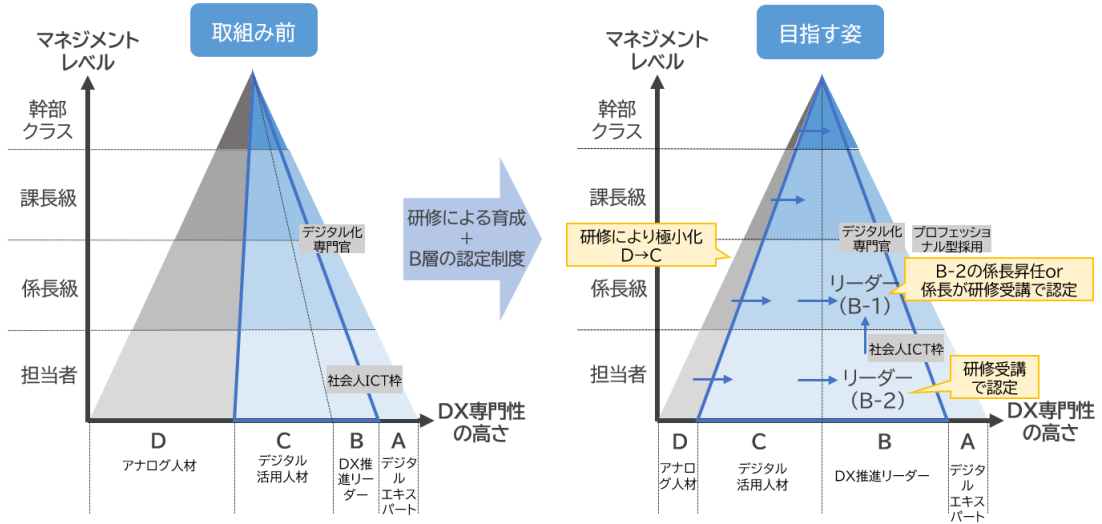 取組み前
マネジメント
レベル
幹部
クラス
課長級
係長級
担当者
デジタル化
専門官
社会人ICT枠
DX専門性
の高さ
D
アナログ人材
C
デジタル
活用人材
B
DX推
進リー
ダー
A
デジタ
ル
エキス
パート
研修による育成
+
B層の認定制度
目指す姿
マネジメント
レベル
幹部
クラス
課長級
係長級
担当者
研修により極小化
D→C
デジタル化
専門官
プロフェッショ
ナル型採用
リーダー
(B-1)
B-2の係長昇任or
係長が研修受講で認定
社会人ICT枠
リーダー
(B-2)
研修受講
で認定
DX専門性
の高さ
D
アナロ
グ人材
C
デジタル
活用人材
B
DX推進リーダー
A
デジタ
ル
エキス
パート